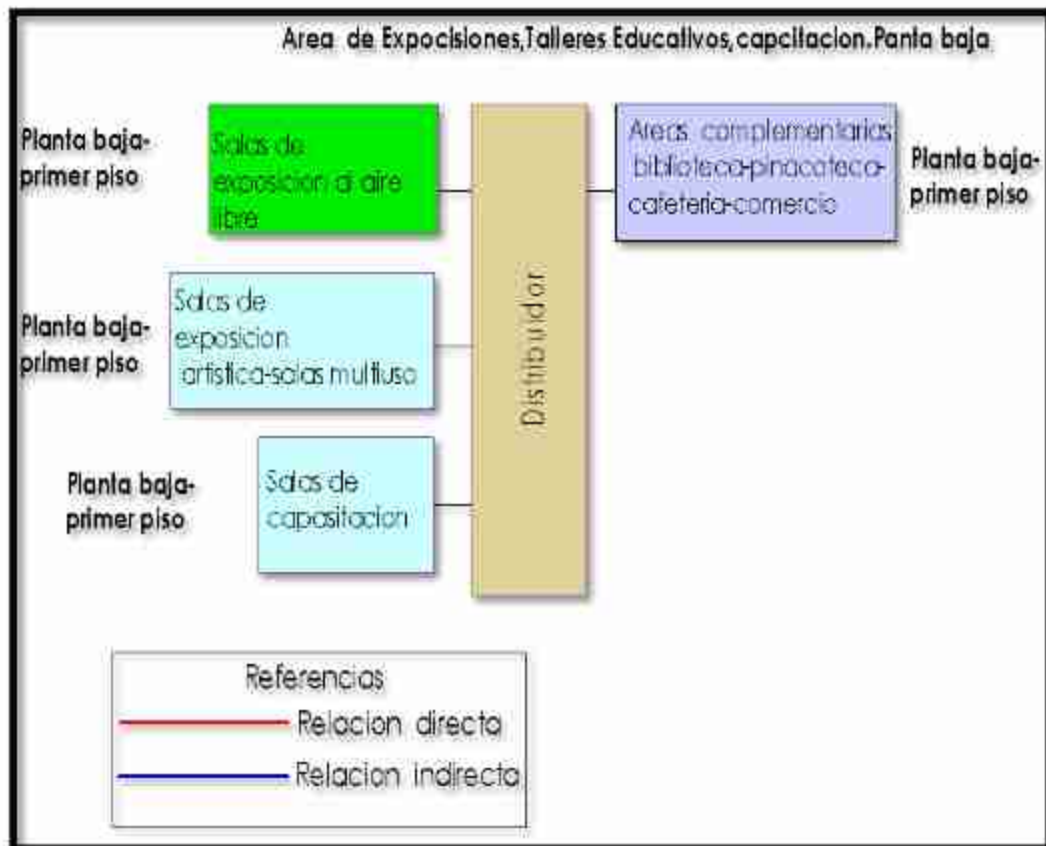 Area de Expocisiones,Talleres Educativos,capcitacion.Panta baja
Planta baja-
primer piso
Salas de
exposicion al aire
libre
Areas complementarias
biblioteca-pinacoteca-
cafeteria-comercio
Planta baja-
primer piso
Planta baja-
primer piso
Salas de
exposicion
artistica-salas multiuso
Distribuidor
Planta baja-
primer piso
Salas de
capasitacion
Referencias
Relacion directa
Relacion indirecta